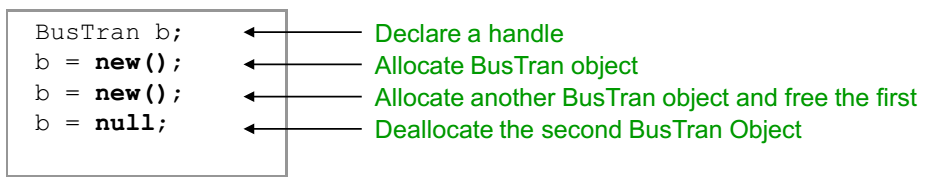 BusTran b; Declare a handle
b = new(); Allocate BusTran object
b = new(); Allocate another BusTran object and free the first
b = null; Deallocate the second BusTran Object